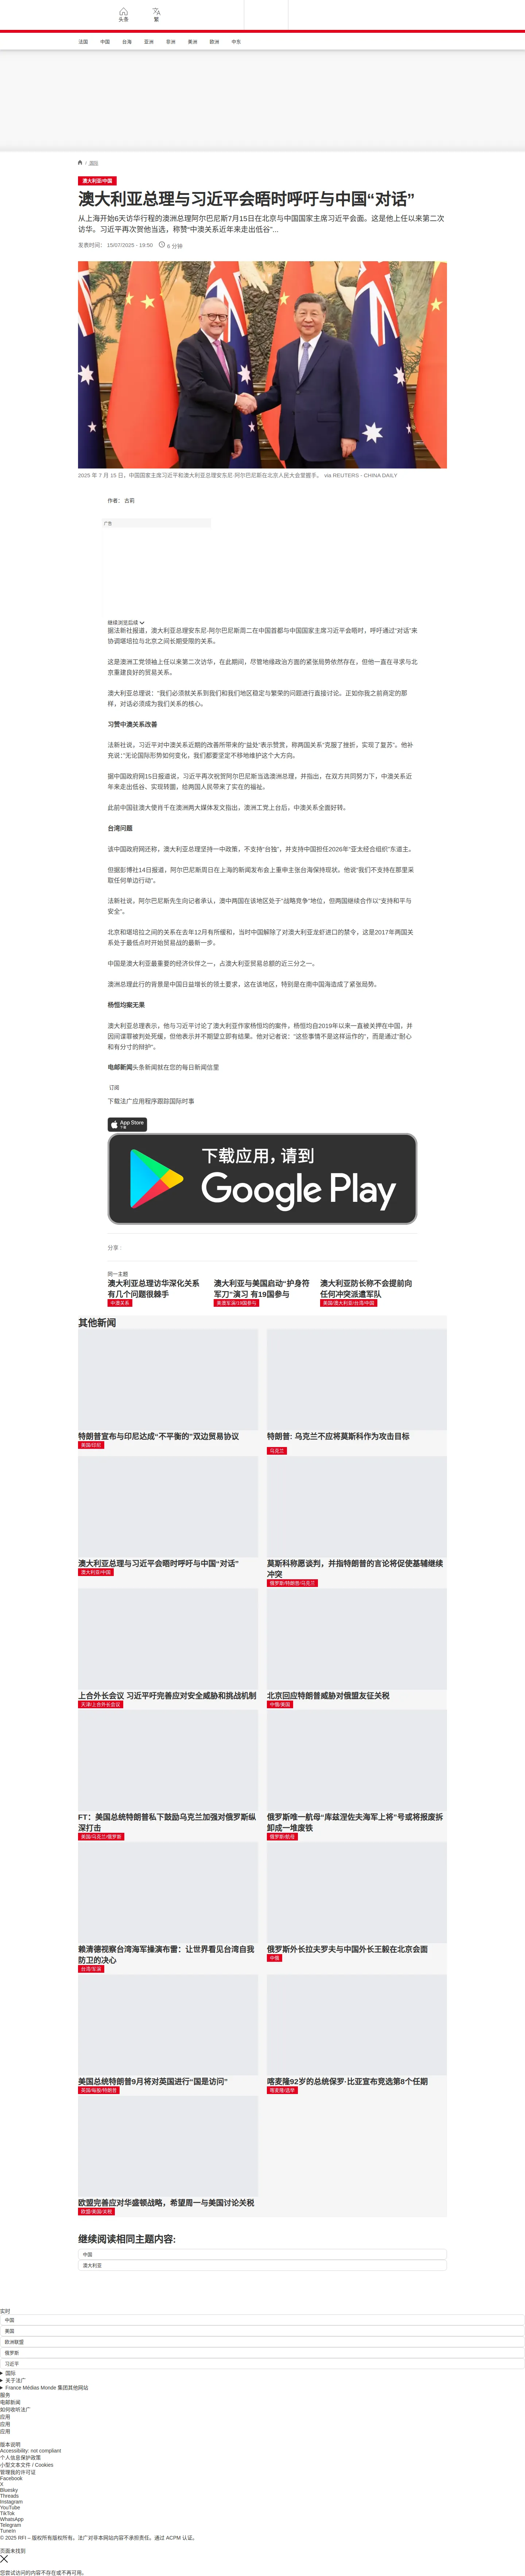 头条
繁
法国
中国
台海
亚洲
非洲
美洲
欧洲
中东
/ 国际
澳大利亚/中国
澳大利亚总理与习近平会晤时呼吁与中国“对话”
从上海开始6天访华行程的澳洲总理阿尔巴尼斯7月15日在北京与中国国家主席习近平会面。这是他上任以来第二次
访华。习近平再次贺他当选，称赞“中澳关系近年来走出低谷”...
发表时间： 15/07/2025 - 19:50
6 分钟
2025 年 7 月 15 日，中国国家主席习近平和澳大利亚总理安东尼·阿尔巴尼斯在北京人民大会堂握手。 via REUTERS - CHINA DAILY
作者： 古莉
广告
继续浏览后续
据法新社报道，澳大利亚总理安东尼-阿尔巴尼斯周二在中国首都与中国国家主席习近平会晤时，呼吁通过”对话”来
协调堪培拉与北京之间长期受限的关系。
这是澳洲工党领袖上任以来第二次访华，在此期间，尽管地缘政治方面的紧张局势依然存在，但他一直在寻求与北
京重建良好的贸易关系。
澳大利亚总理说：“我们必须就关系到我们和我们地区稳定与繁荣的问题进行直接讨论。正如你我之前商定的那
样，对话必须成为我们关系的核心。
习赞中澳关系改善
法新社说，习近平对中澳关系近期的改善所带来的“益处”表示赞赏，称两国关系“克服了挫折，实现了复苏”。他补
充说：”无论国际形势如何变化，我们都要坚定不移地维护这个大方向。
据中国政府网15日报道说，习近平再次祝贺阿尔巴尼斯当选澳洲总理，并指出，在双方共同努力下，中澳关系近
年来走出低谷、实现转圜，给两国人民带来了实在的福祉。
此前中国驻澳大使肖千在澳洲两大媒体发文指出，澳洲工党上台后，中澳关系全面好转。
台湾问题
该中国政府网还称，澳大利亚总理坚持一中政策，不支持“台独”，并支持中国担任2026年“亚太经合组织”东道主。
但据彭博社14日报道，阿尔巴尼斯周日在上海的新闻发布会上重申主张台海保持现状。他说“我们不支持在那里采
取任何单边行动”。
法新社说，阿尔巴尼斯先生向记者承认，澳中两国在该地区处于”战略竞争”地位，但两国继续合作以”支持和平与
安全”。
北京和堪培拉之间的关系在去年12月有所缓和，当时中国解除了对澳大利亚龙虾进口的禁令，这是2017年两国关
系处于最低点时开始贸易战的最新一步。
中国是澳大利亚最重要的经济伙伴之一，占澳大利亚贸易总额的近三分之一。
澳洲总理此行的背景是中国日益增长的领土要求，这在该地区，特别是在南中国海造成了紧张局势。
杨恒均案无果
澳大利亚总理表示，他与习近平讨论了澳大利亚作家杨恒均的案件，杨恒均自2019年以来一直被关押在中国，并
因间谍罪被判处死缓，但他表示并不期望立即有结果。他对记者说：“这些事情不是这样运作的”，而是通过“耐心
和有分寸的辩护”。
电邮新闻头条新闻就在您的每日新闻信里
订阅
下载法广应用程序跟踪国际时事
App Store
下载
下载应用，请到
Google Play
分享 :
同一主题
澳大利亚总理访华深化关系
有几个问题很棘手
中澳关系
澳大利亚与美国启动“护身符
军刀”演习 有19国参与
美澳军演/19国参与
澳大利亚防长称不会提前向
任何冲突派遣军队
美国/澳大利亚/台湾/中国
其他新闻
特朗普宣布与印尼达成“不平衡的”双边贸易协议
美国/印尼
特朗普: 乌克兰不应将莫斯科作为攻击目标
乌克兰
澳大利亚总理与习近平会晤时呼吁与中国“对话”
澳大利亚/中国
莫斯科称愿谈判，并指特朗普的言论将促使基辅继续
冲突
俄罗斯/特朗普/乌克兰
上合外长会议 习近平吁完善应对安全威胁和挑战机制
天津/上合外长会议
北京回应特朗普威胁对俄盟友征关税
中俄/美国
FT：美国总统特朗普私下鼓励乌克兰加强对俄罗斯纵
深打击
美国/乌克兰/俄罗斯
俄罗斯唯一航母“库兹涅佐夫海军上将”号或将报废拆
卸成一堆废铁
俄罗斯/航母
赖清德视察台湾海军操演布雷：让世界看见台湾自我
防卫的决心
台湾/军演
俄罗斯外长拉夫罗夫与中国外长王毅在北京会面
中俄
美国总统特朗普9月将对英国进行“国是访问”
英国/编舰/特朗普
喀麦隆92岁的总统保罗·比亚宣布竞选第8个任期
喀麦隆/选举
欧盟完善应对华盛顿战略，希望周一与美国讨论关税
欧盟/美国/关税
继续阅读相同主题内容:
中国
澳大利亚
实时
中国
美国
欧洲联盟
俄罗斯
习近平
国际
关于法广
France Médias Monde 集团其他网站
服务
电邮新闻
如何收听法广
应用
应用
应用
版本说明
Accessibility: not compliant
个人信息保护政策
小型文本文件 / Cookies
管理我的许可证
Facebook
X
Bluesky
Threads
Instagram
YouTube
TikTok
WhatsApp
Telegram
TuneIn
© 2025 RFI – 版权所有版权所有。法广对非本网站内容不承担责任。通过 ACPM 认证。
页面未找到
您尝试访问的内容不存在或不再可用。